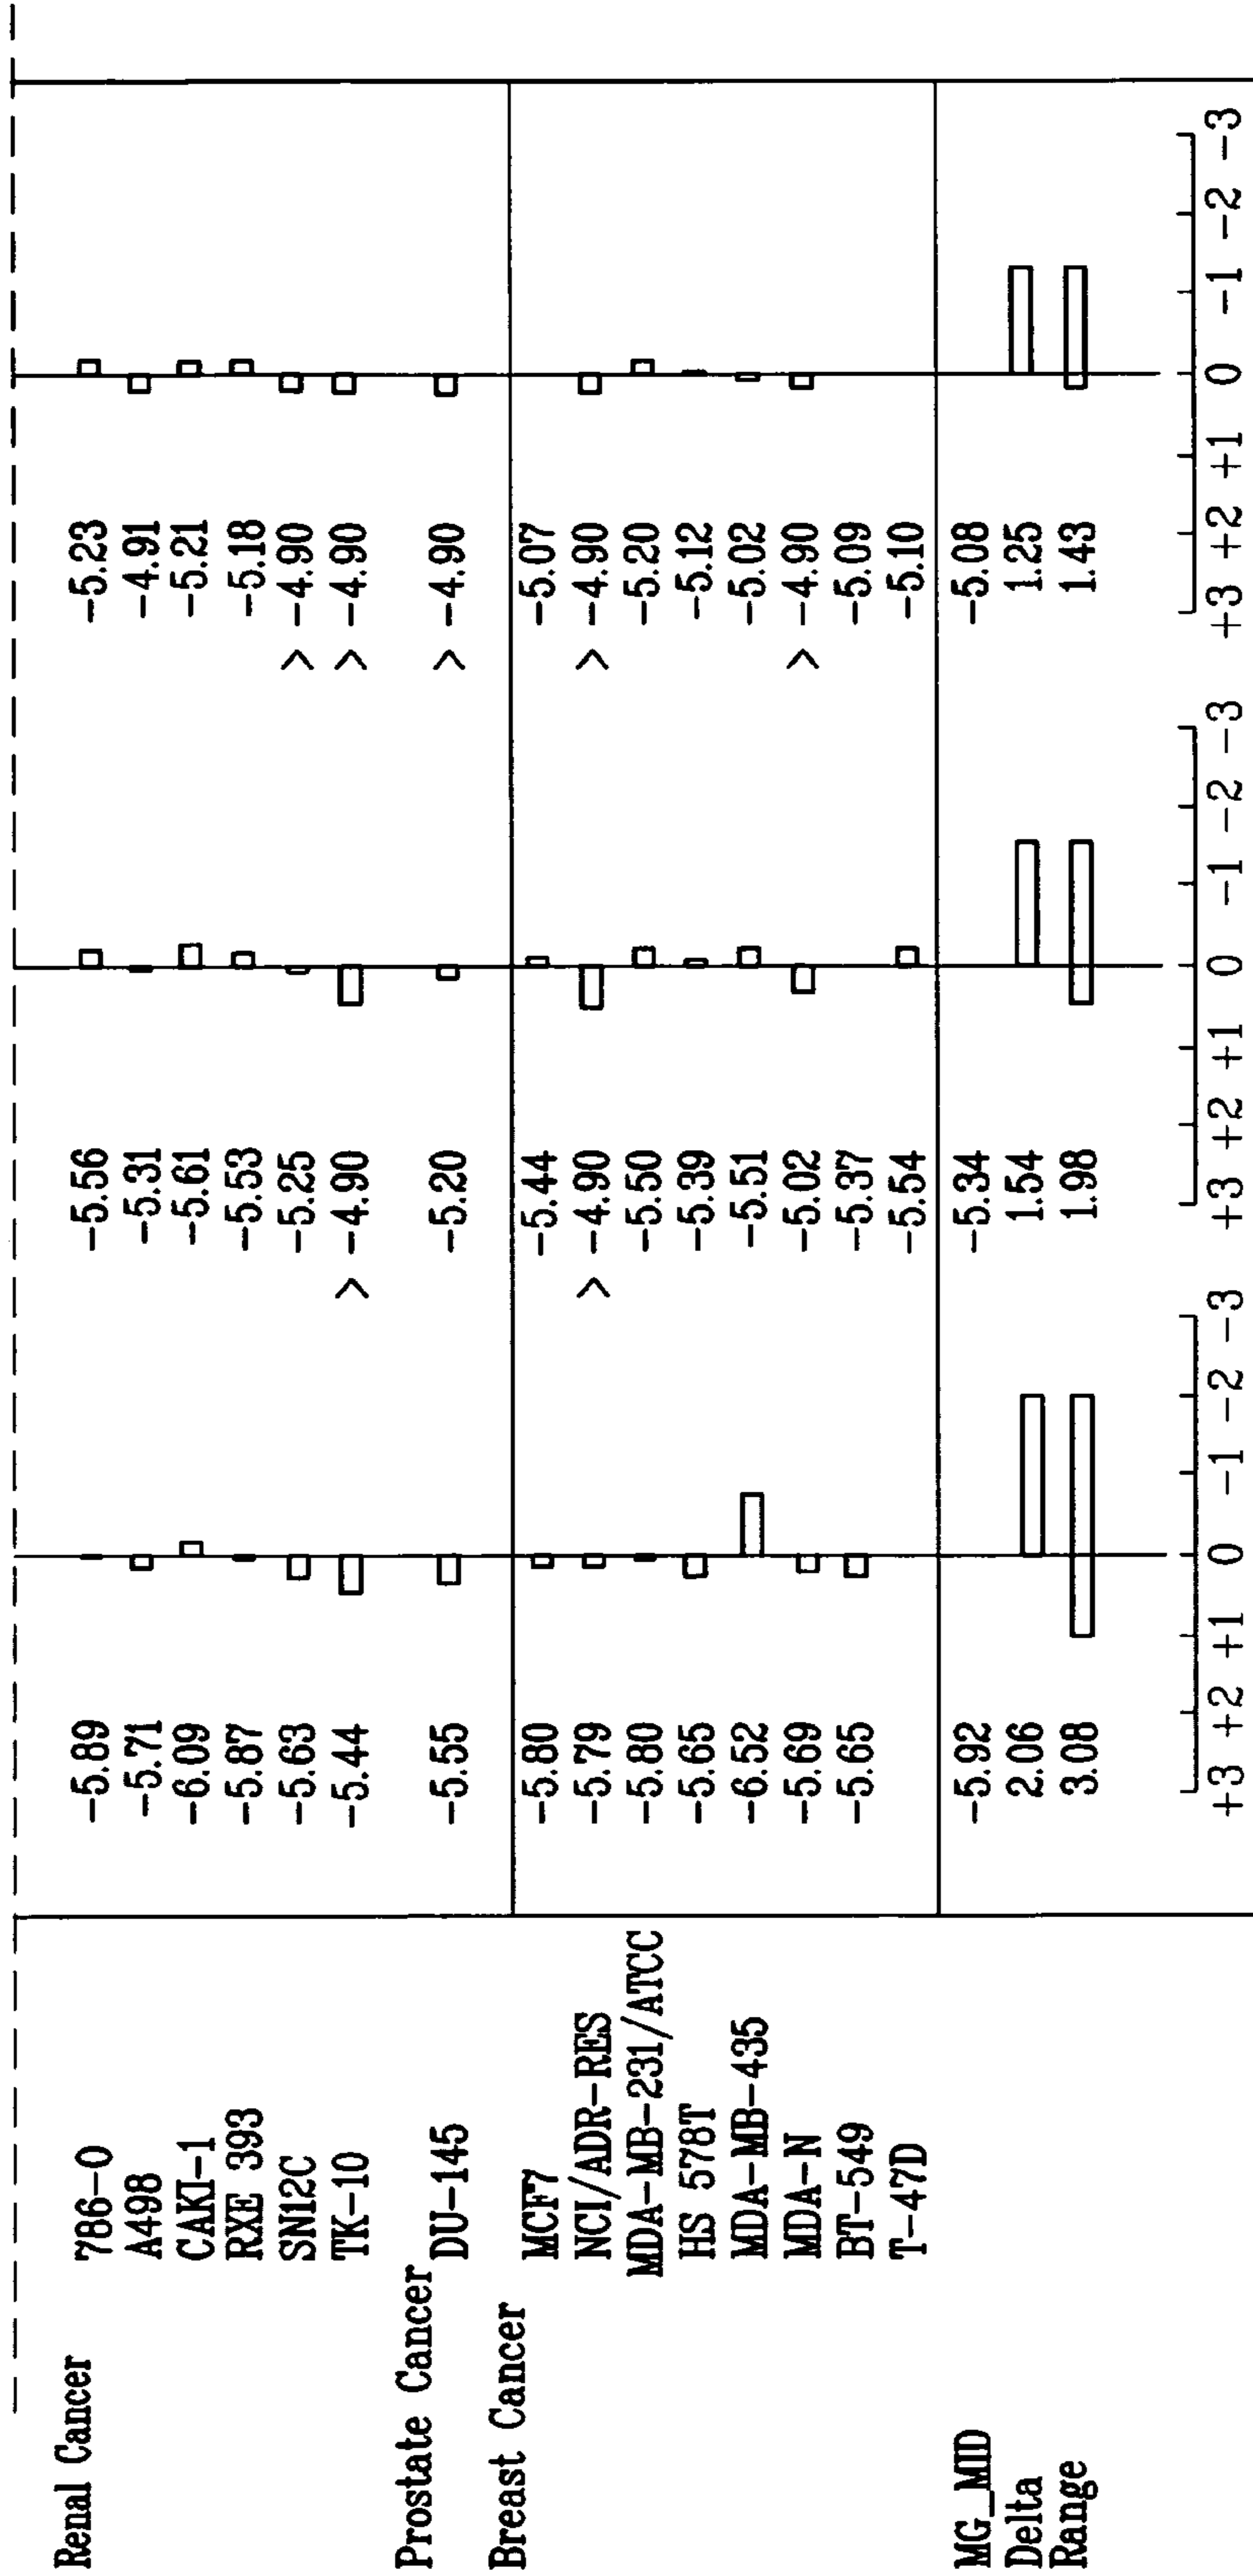 Renal Cancer
786-0 -5.89 -5.56 -5.23
A498 -5.71 -5.31 -4.91
CAKI-1 -6.09 -5.61 -5.21
RXE 393 -5.87 -5.53 -5.18
SN12C -5.63 -5.25 > -4.90
TK-10 -5.44 > -4.90 > -4.90
Prostate Cancer
DU-145 -5.55 -5.20 > -4.90
Breast Cancer
MCF7 -5.80 -5.44 -5.07
NCI/ADR-RES -5.79 > -4.90 > -4.90
MDA-MB-231/ATCC -5.80 -5.50 -5.20
HS 578T -5.65 -5.39 -5.12
MDA-MB-435 -6.52 -5.51 -5.02
MDA-N -5.69 -5.02 > -4.90
BT-549 -5.65 -5.37 -5.09
T-47D -5.54 -5.10
MG_MID -5.92 -5.34 -5.08
Delta 2.06 1.54 1.25
Range 3.08 1.98 1.43
+3 +2 +1 0 -1 -2 -3 +3 +2 +1 0 -1 -2 -3 +3 +2 +1 0 -1 -2 -3